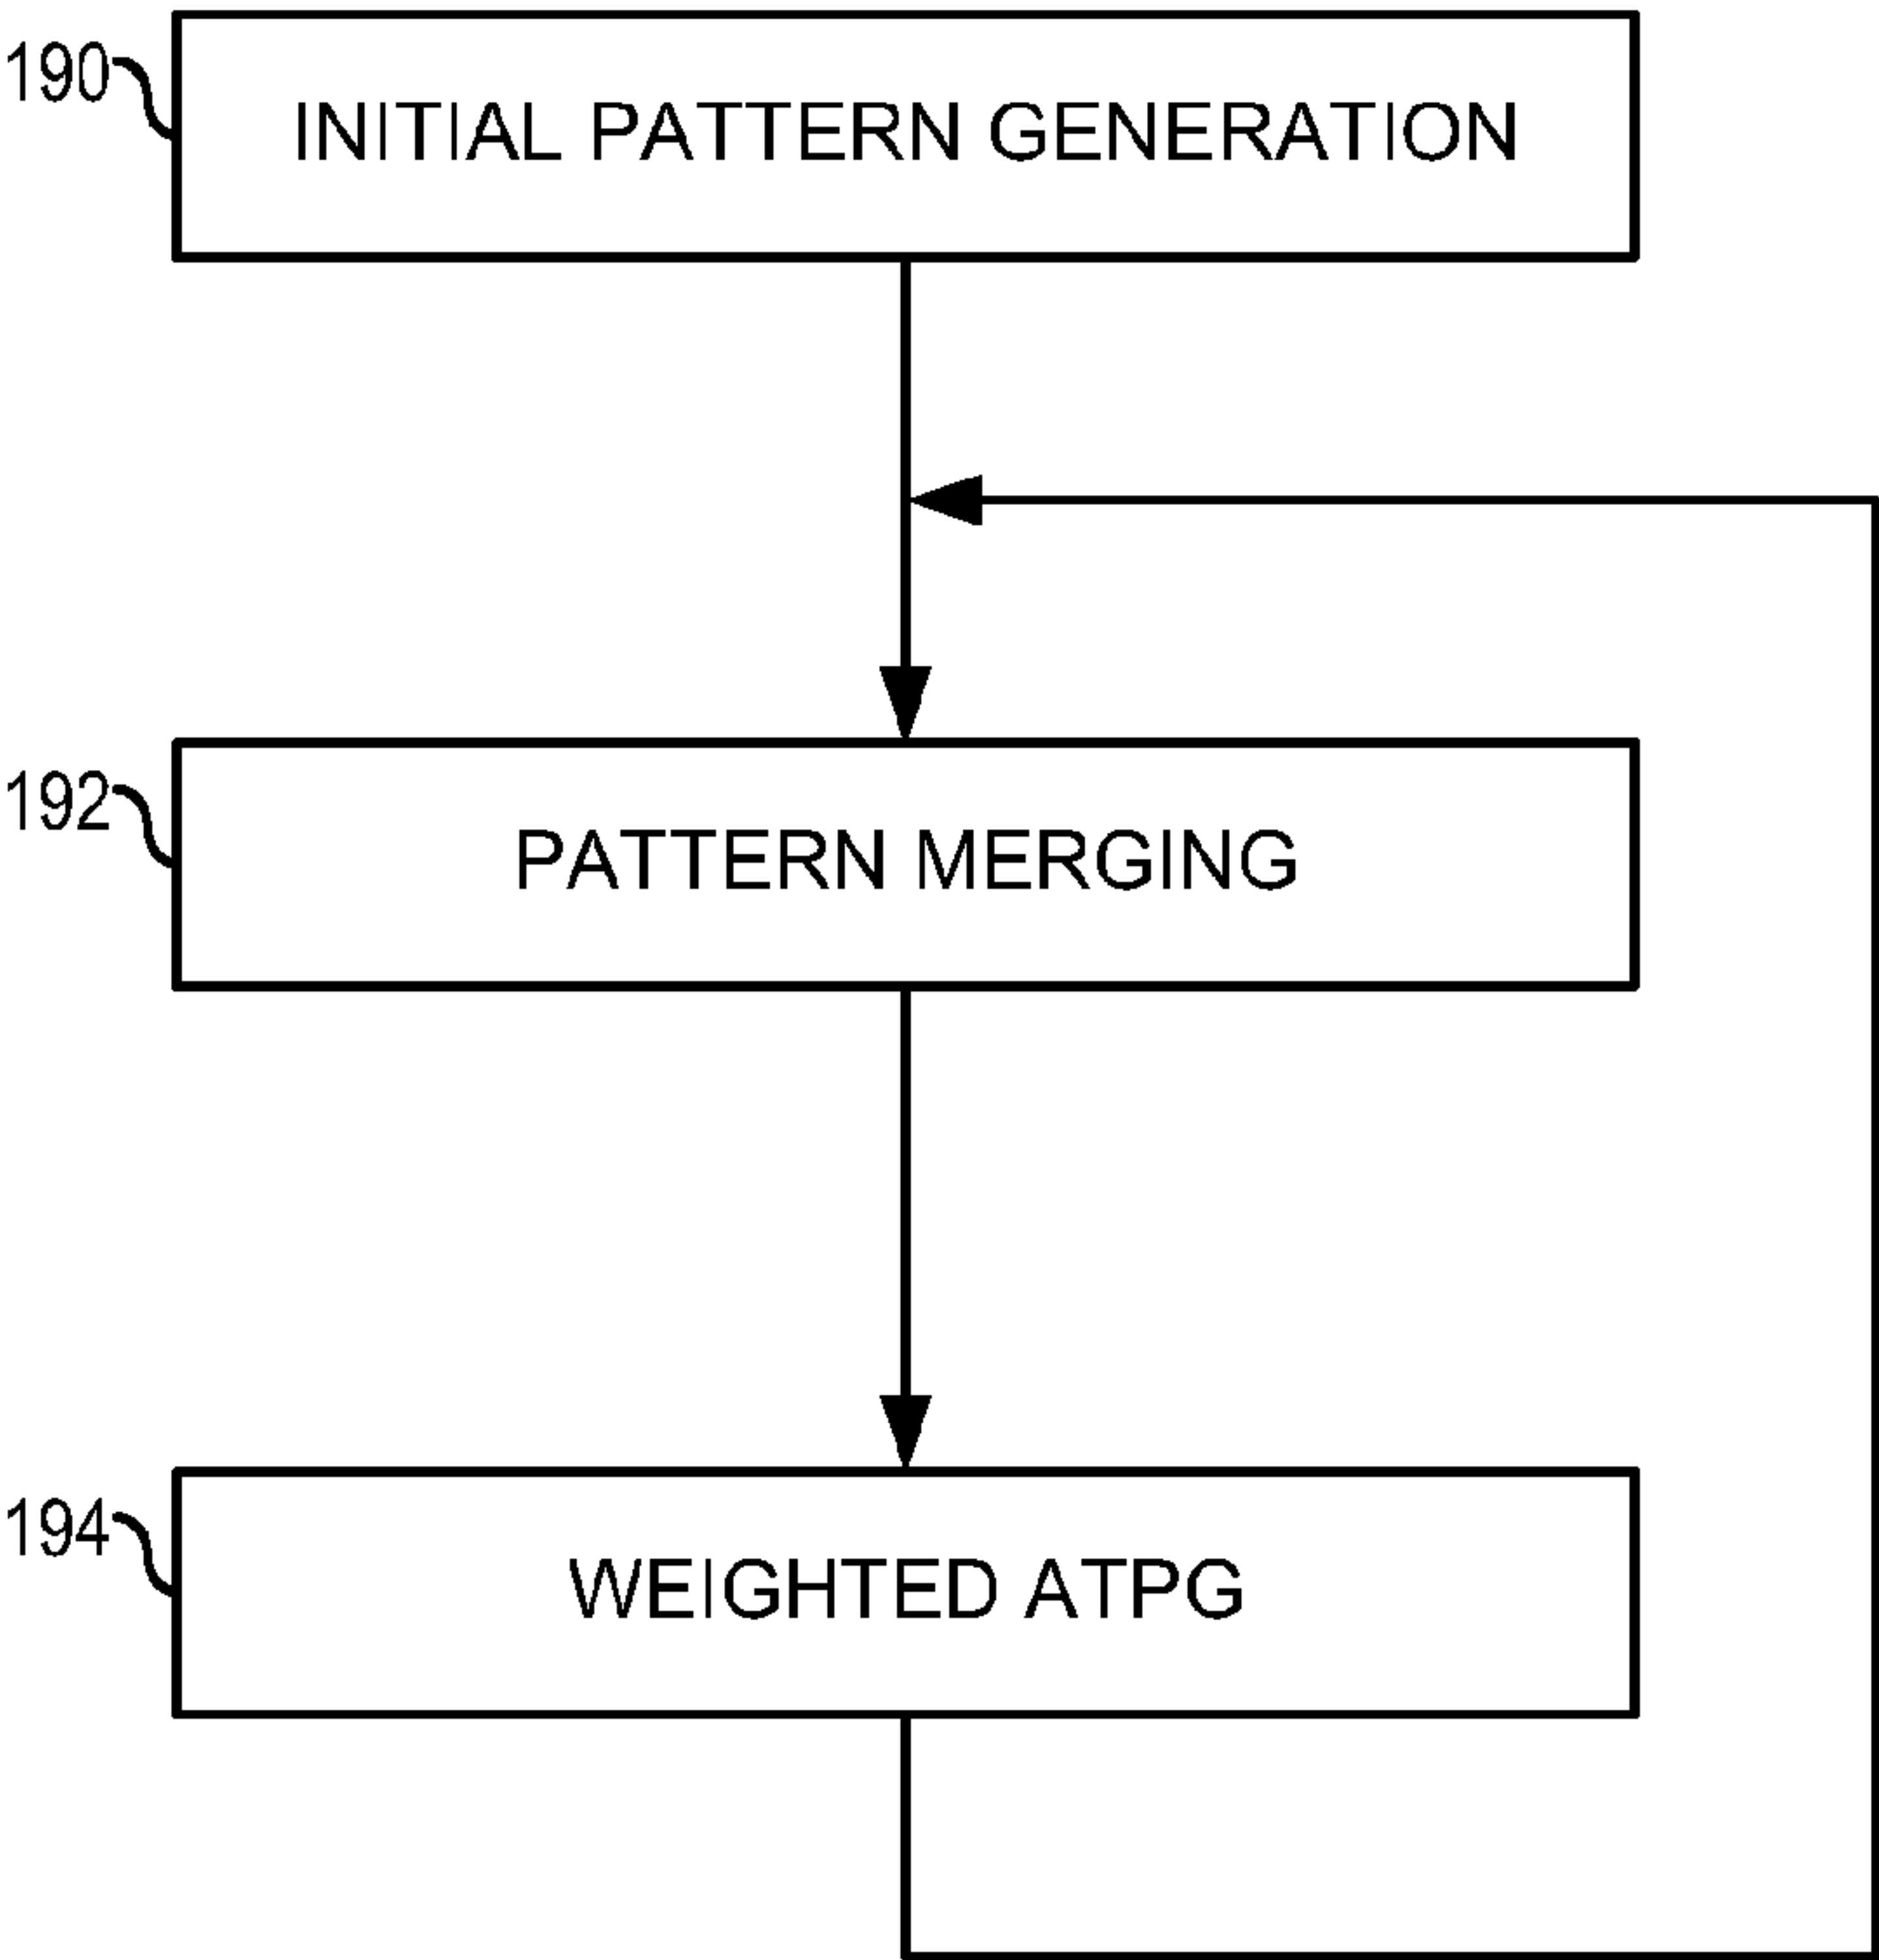 190
INITIAL PATTERN GENERATION
192
PATTERN MERGING
194
WEIGHTED ATPG